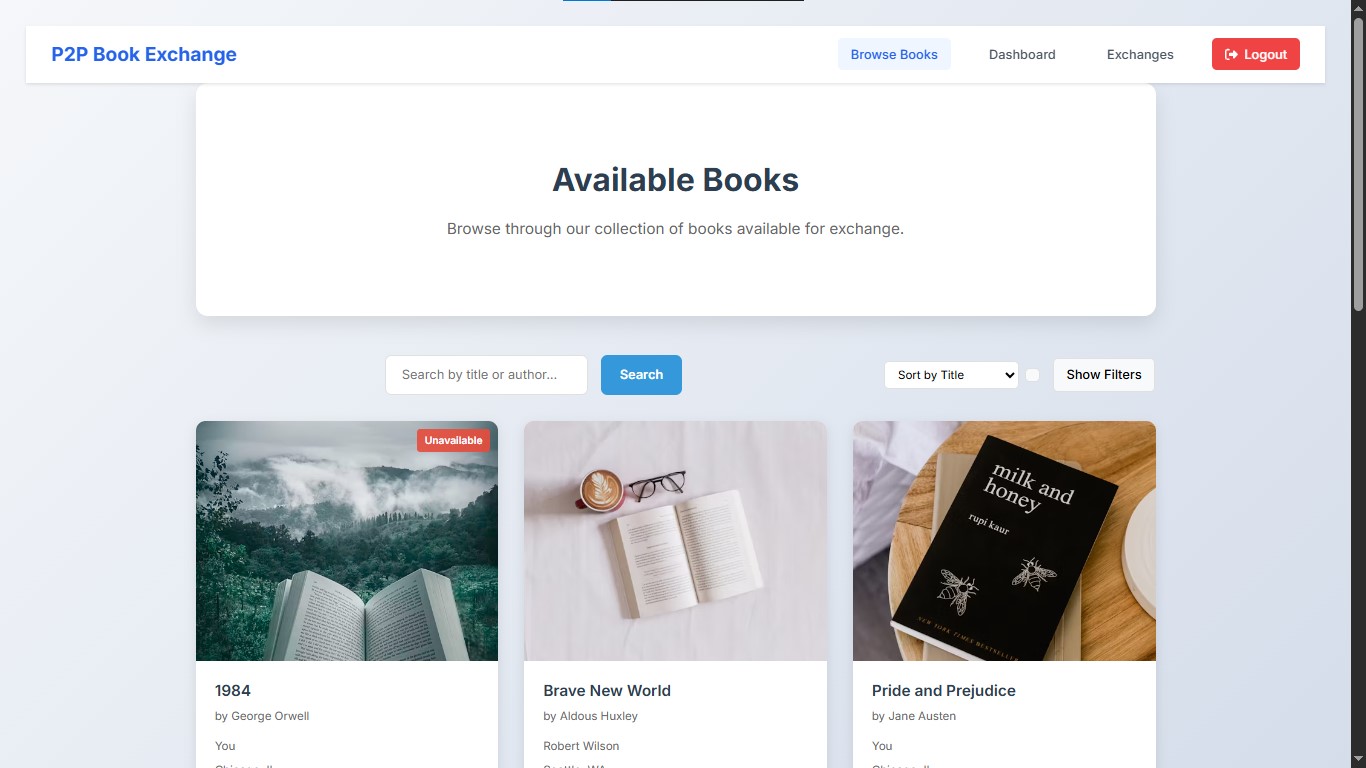 P2P Book Exchange
Browse Books
Dashboard
Exchanges
Logout
Available Books
Browse through our collection of books available for exchange.
Search by title or author...
Search
Sort by Title
Show Filters
Unavailable
milk and
honey
rupi kaur
NEW YORK TIMES BESTSELLER
1984
Brave New World
Pride and Prejudice
by George Orwell
by Aldous Huxley
by Jane Austen
You
Robert Wilson
You